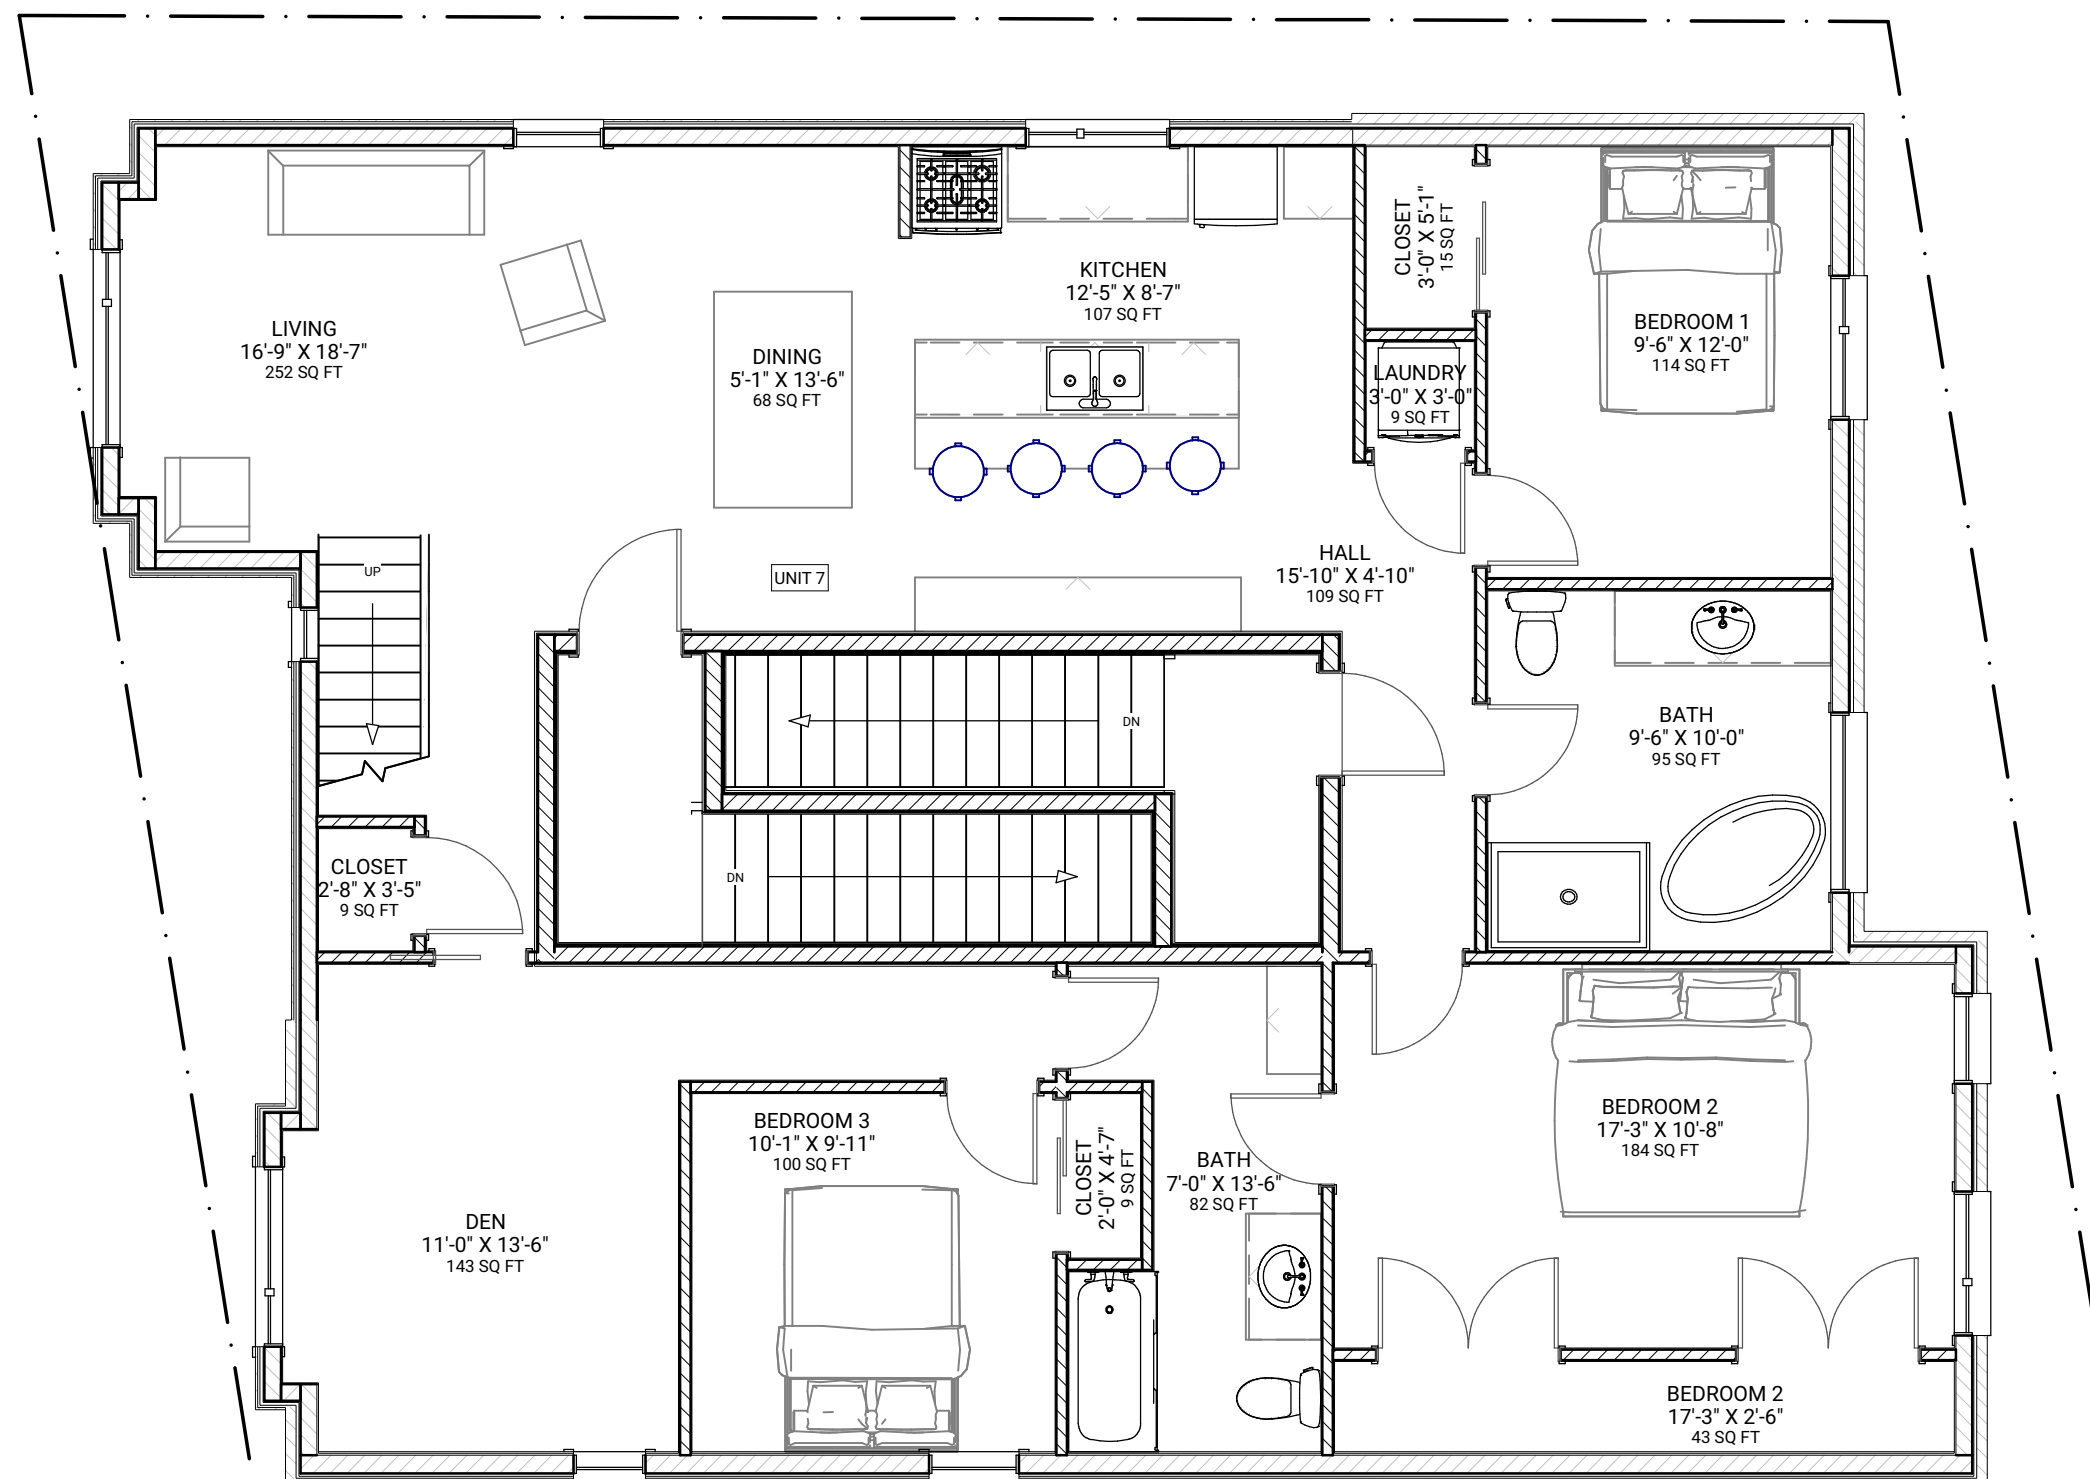 KITCHEN
12'-5" X 8'-7"
107 SQ FT
CLOSET
3'-0" X 5'-1"
15 SQ FT
LIVING
16'-9" X 18'-7"
252 SQ FT
DINING
5'-1" X 13'-6"
68 SQ FT
BEDROOM 1
9'-6" X 12'-0"
114 SQ FT
LAUNDRY
3'-0" X 3'-0"
9 SQ FT
UP
UNIT 7
HALL
15'-10" X 4'-10"
109 SQ FT
DN
BATH
9'-6" X 10'-0"
95 SQ FT
CLOSET
2'-8" X 3'-5"
9 SQ FT
DN
BEDROOM 3
10'-1" X 9'-11"
100 SQ FT
CLOSET
2'-0" X 4'-7"
9 SQ FT
BATH
7'-0" X 13'-6"
82 SQ FT
BEDROOM 2
17'-3" X 10'-8"
184 SQ FT
DEN
11'-0" X 13'-6"
143 SQ FT
BEDROOM 2
17'-3" X 2'-6"
43 SQ FT